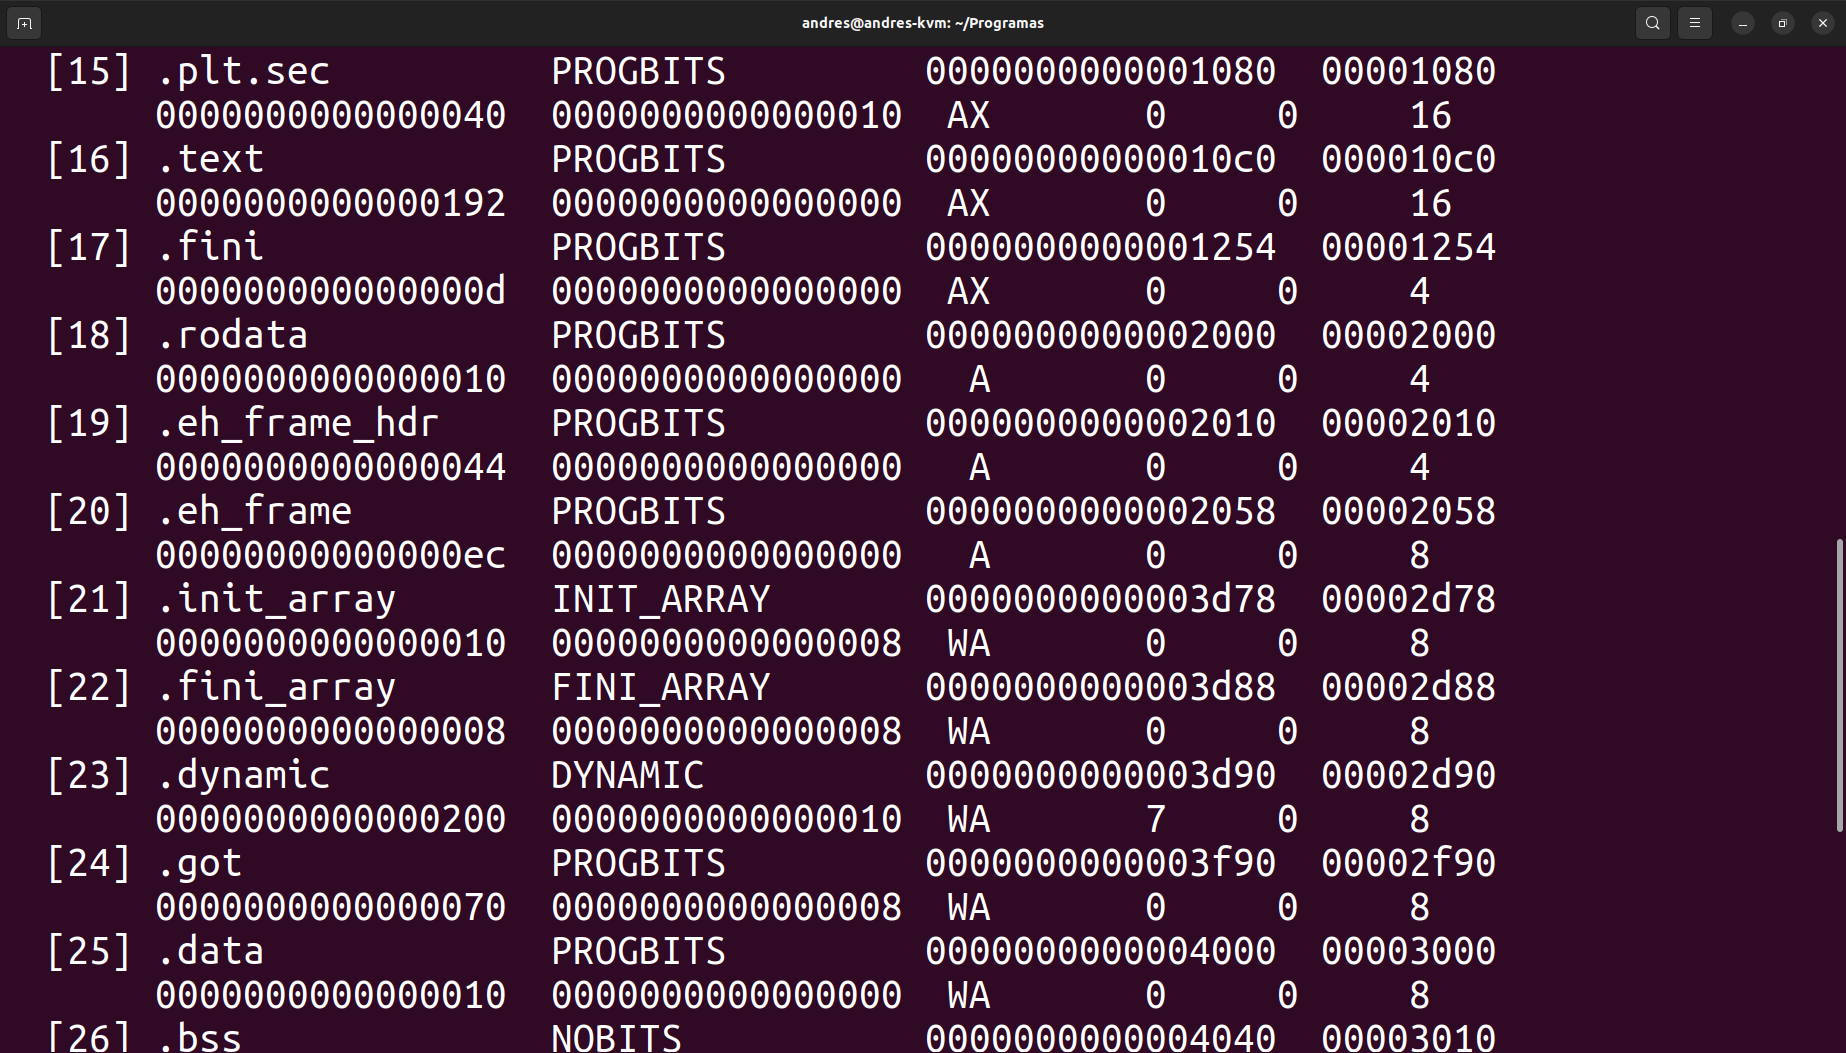 andres@andres-kvm: ~/Programas
[15] .plt.sec PROGBITS 0000000000001080 00001080
0000000000000040 0000000000000010 AX 0 0 16
[16] .text PROGBITS 00000000000010c0 000010c0
0000000000000192 0000000000000000 AX 0 0 16
[17] .fini PROGBITS 0000000000001254 00001254
000000000000000d 0000000000000000 AX 0 0 4
[18] .rodata PROGBITS 0000000000002000 00002000
0000000000000010 0000000000000000 A 0 0 4
[19] .eh_frame_hdr PROGBITS 0000000000002010 00002010
0000000000000044 0000000000000000 A 0 0 4
[20] .eh_frame PROGBITS 0000000000002058 00002058
00000000000000ec 0000000000000000 A 0 0 8
[21] .init_array INIT_ARRAY 0000000000003d78 00002d78
0000000000000010 0000000000000008 WA 0 0 8
[22] .fini_array FINI_ARRAY 0000000000003d88 00002d88
0000000000000008 0000000000000008 WA 0 0 8
[23] .dynamic DYNAMIC 0000000000003d90 00002d90
0000000000000200 0000000000000010 WA 7 0 8
[24] .got PROGBITS 0000000000003f90 00002f90
0000000000000070 0000000000000008 WA 0 0 8
[25] .data PROGBITS 0000000000004000 00003000
0000000000000010 0000000000000000 WA 0 0 8
[26] .bss NOBITS 0000000000004040 00003010